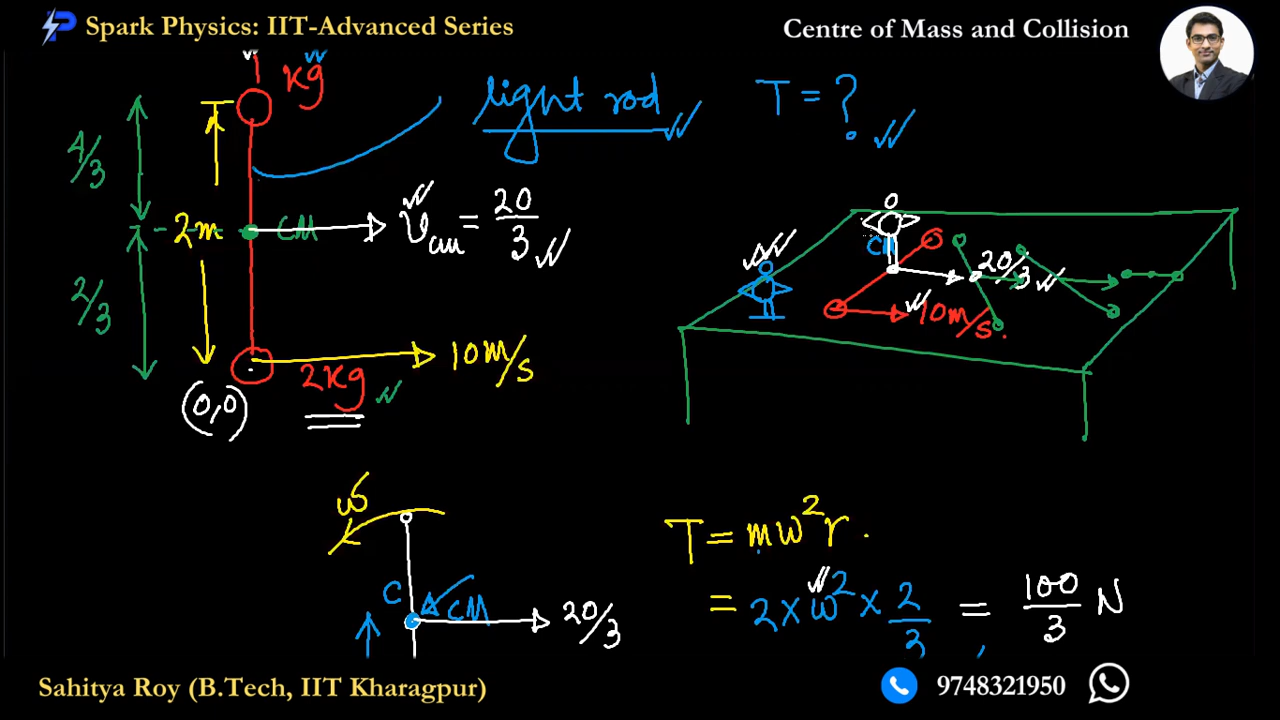 Spark Physics: IIT-Advanced Series
Centre of Mass and Collision
1 Kg
light rod
T = ?
4/3
2m
CM
Vcm = 20/3
2/3
10 m/s
2Kg
(0,0)
CM
20/3
10 m/s.
ω
T = mω²r.
= 2 × ω² × 2/3 = 100/3 N
C
CM
20/3
Sahitya Roy (B.Tech, IIT Kharagpur)
9748321950